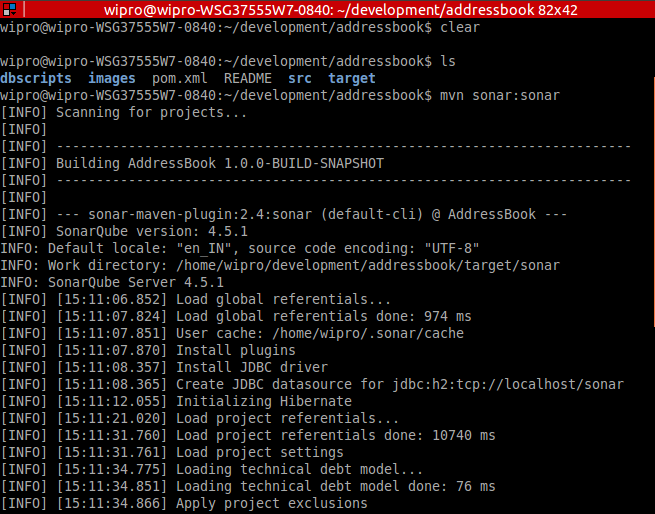 wipro@wipro-WSG37555W7-0840: ~/development/addressbook 82x42
wipro@wipro-WSG37555W7-0840:~/development/addressbook$ clear
wipro@wipro-WSG37555W7-0840:~/development/addressbook$ ls
dbscripts  images  pom.xml  README  src  target
wipro@wipro-WSG37555W7-0840:~/development/addressbook$ mvn sonar:sonar
[INFO] Scanning for projects...
[INFO]
[INFO] ------------------------------------------------------------------------
[INFO] Building AddressBook 1.0.0-BUILD-SNAPSHOT
[INFO] ------------------------------------------------------------------------
[INFO]
[INFO] --- sonar-maven-plugin:2.4:sonar (default-cli) @ AddressBook ---
[INFO] SonarQube version: 4.5.1
INFO: Default locale: "en_IN", source code encoding: "UTF-8"
INFO: Work directory: /home/wipro/development/addressbook/target/sonar
INFO: SonarQube Server 4.5.1
[INFO] [15:11:06.852] Load global referentials...
[INFO] [15:11:07.824] Load global referentials done: 974 ms
[INFO] [15:11:07.851] User cache: /home/wipro/.sonar/cache
[INFO] [15:11:07.870] Install plugins
[INFO] [15:11:08.357] Install JDBC driver
[INFO] [15:11:08.365] Create JDBC datasource for jdbc:h2:tcp://localhost/sonar
[INFO] [15:11:12.055] Initializing Hibernate
[INFO] [15:11:21.020] Load project referentials...
[INFO] [15:11:31.760] Load project referentials done: 10740 ms
[INFO] [15:11:31.761] Load project settings
[INFO] [15:11:34.775] Loading technical debt model...
[INFO] [15:11:34.851] Loading technical debt model done: 76 ms
[INFO] [15:11:34.866] Apply project exclusions